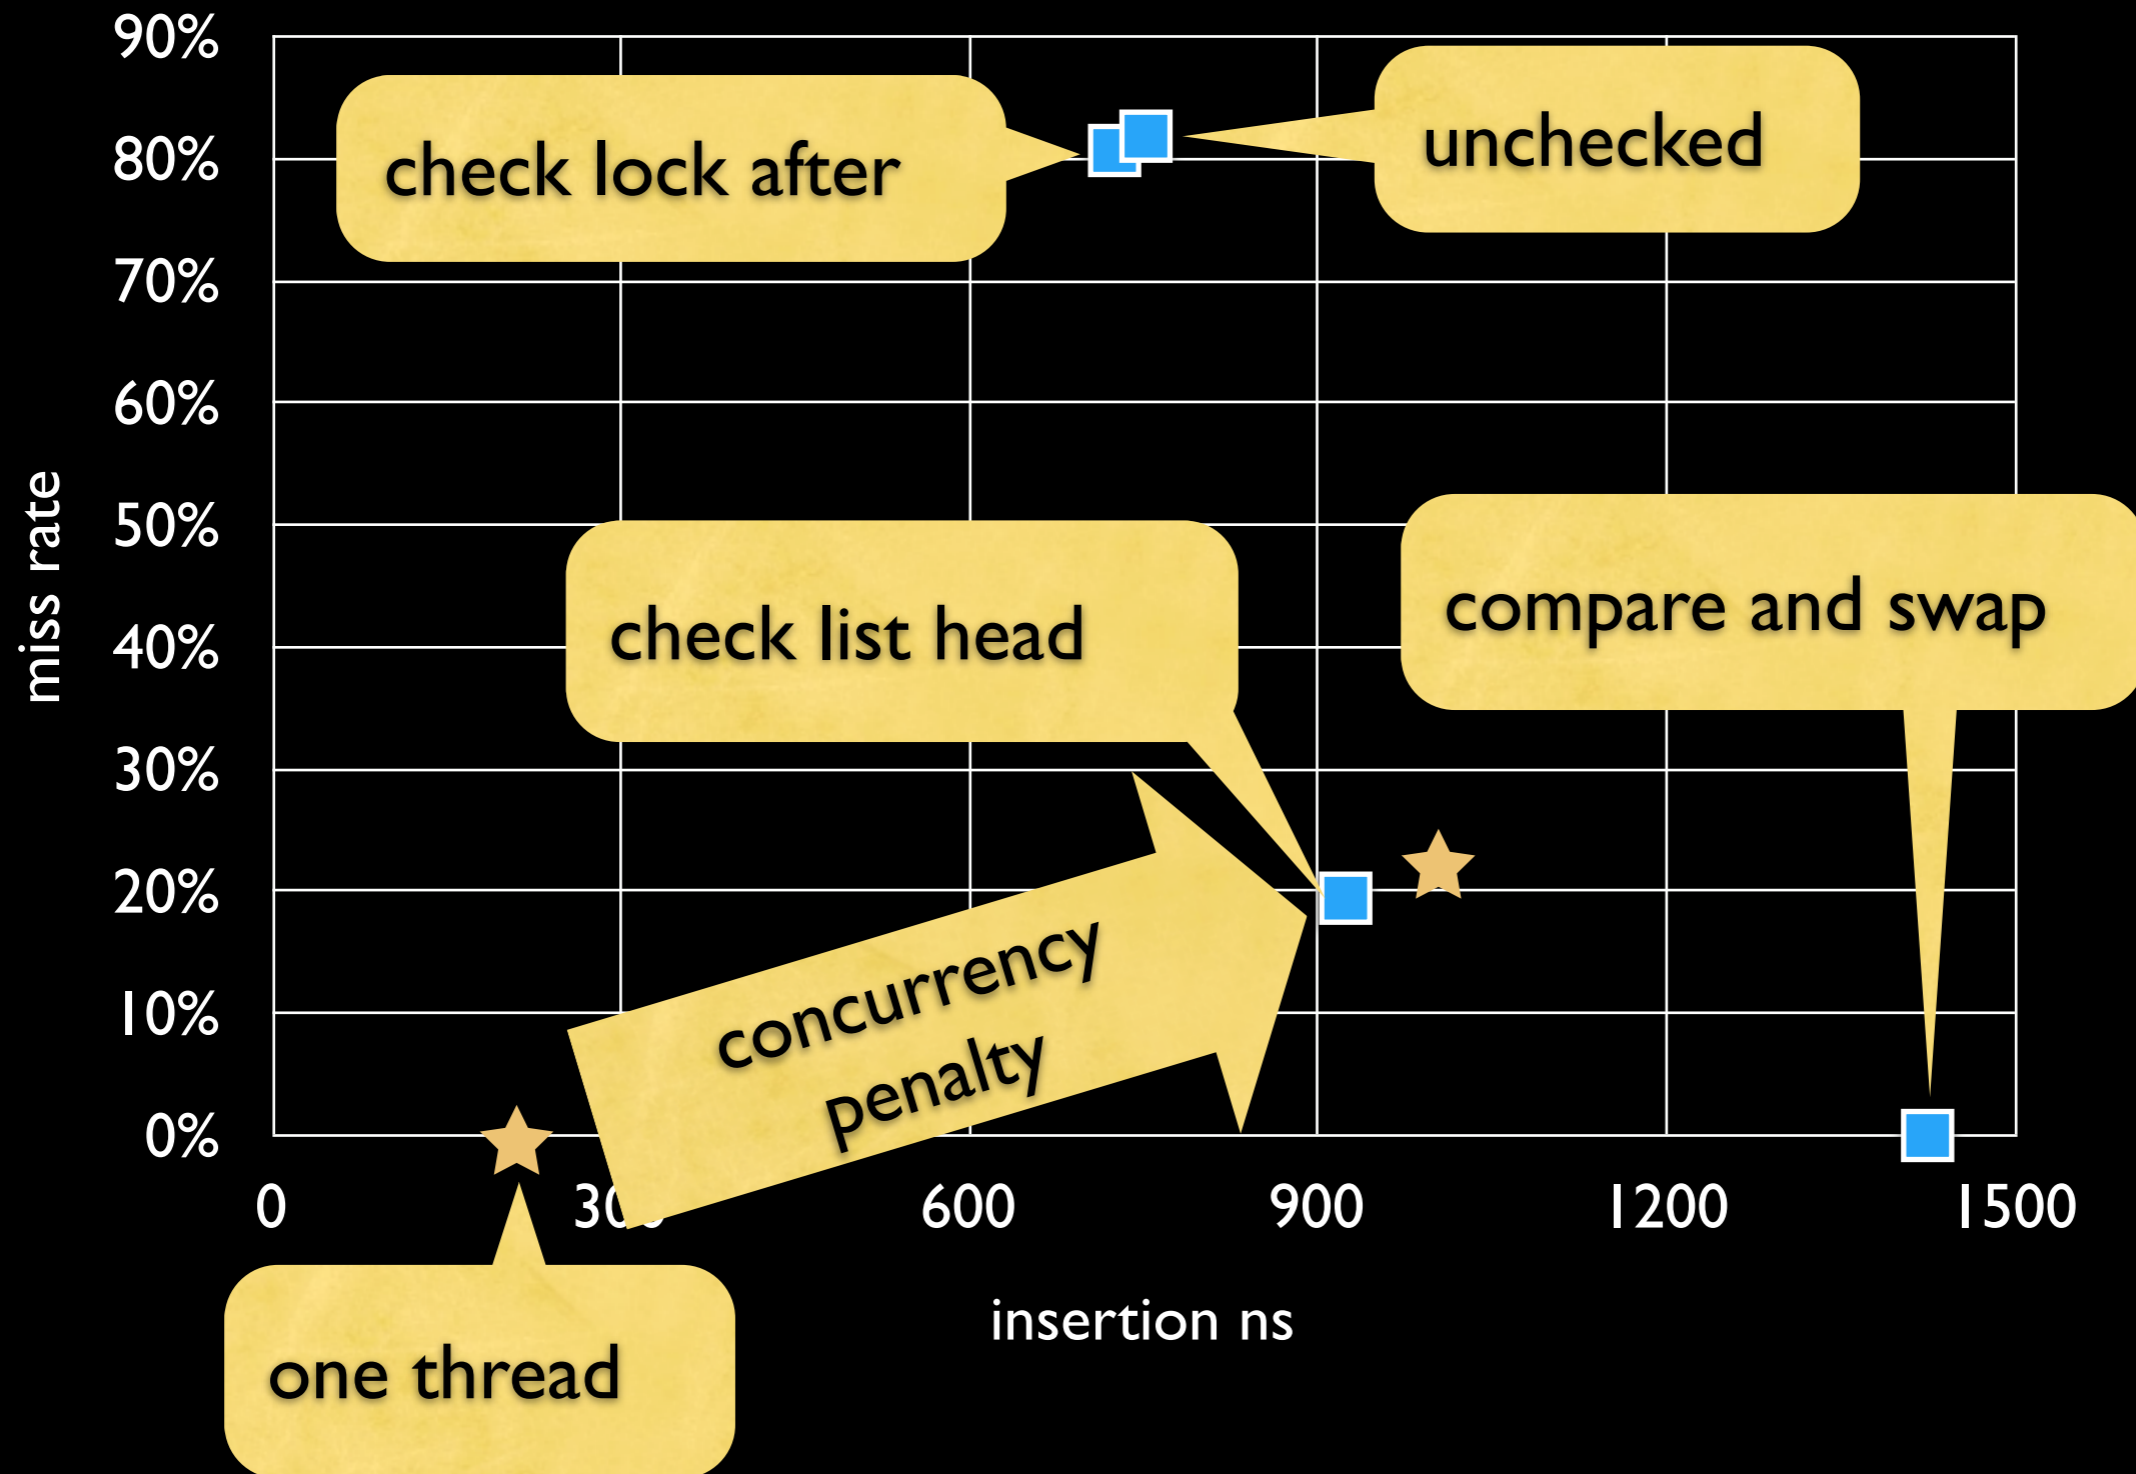 90%
80%
70%
60%
50%
40%
30%
20%
10%
0%
miss rate
check lock after
unchecked
check list head
compare and swap
concurrency
penalty
0
300
600
900
1200
1500
insertion ns
one thread